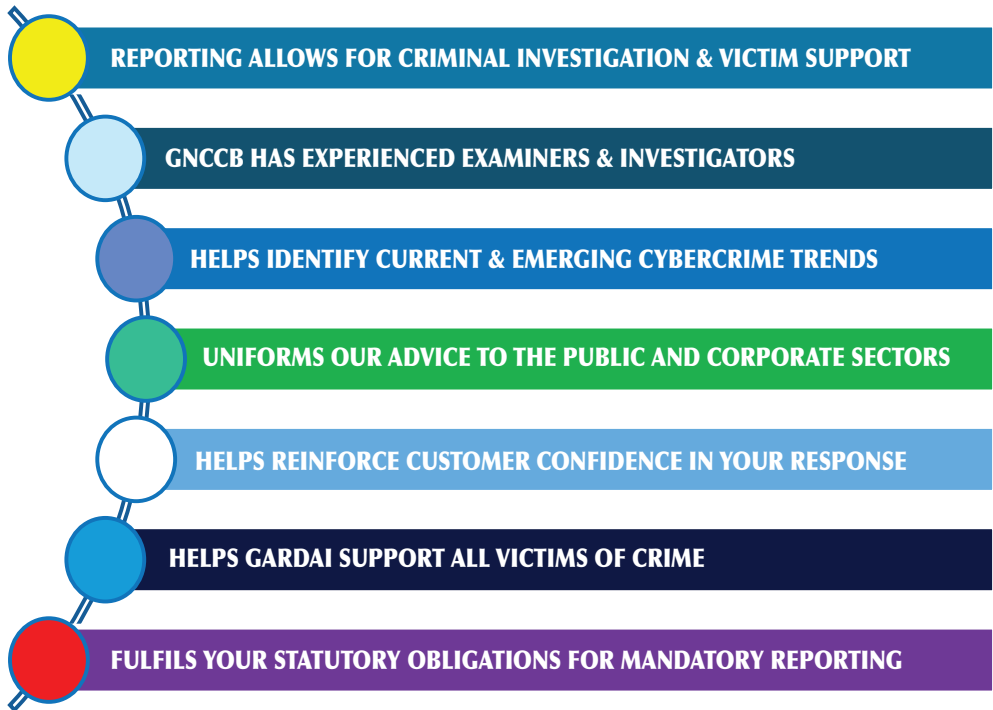 REPORTING ALLOWS FOR CRIMINAL INVESTIGATION & VICTIM SUPPORT
GNCCB HAS EXPERIENCED EXAMINERS & INVESTIGATORS
HELPS IDENTIFY CURRENT & EMERGING CYBERCRIME TRENDS
UNIFORMS OUR ADVICE TO THE PUBLIC AND CORPORATE SECTORS
HELPS REINFORCE CUSTOMER CONFIDENCE IN YOUR RESPONSE
HELPS GARDAI SUPPORT ALL VICTIMS OF CRIME
FULFILS YOUR STATUTORY OBLIGATIONS FOR MANDATORY REPORTING